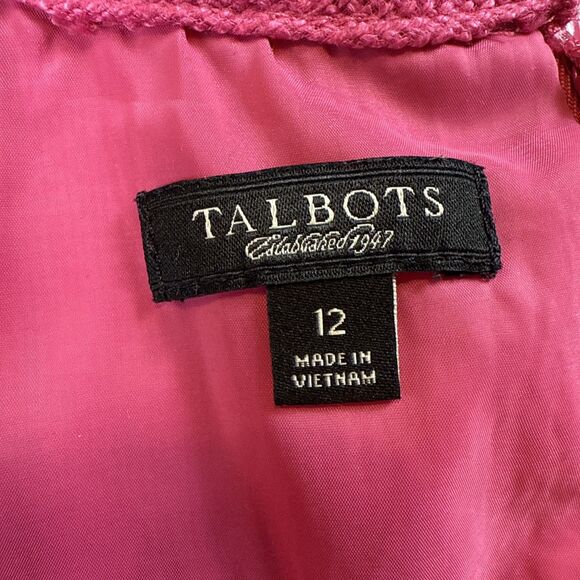 TALBOTS
Established 1947
12
MADE IN
VIETNAM